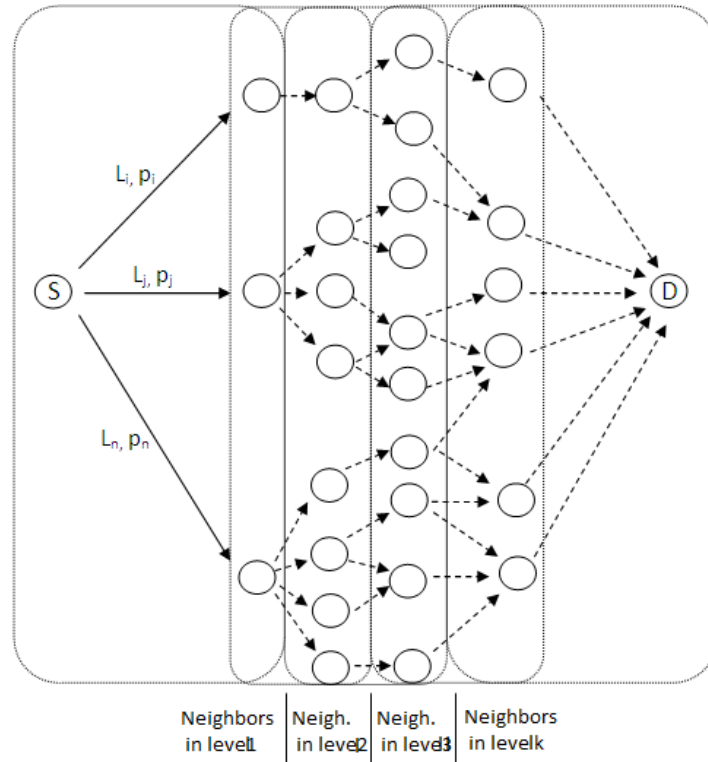 Lᵢ, pᵢ
S
Lⱼ, pⱼ
D
Lₙ, pₙ
Neighbors in level1
Neigh. in level2
Neigh. in level3
Neighbors in levelk